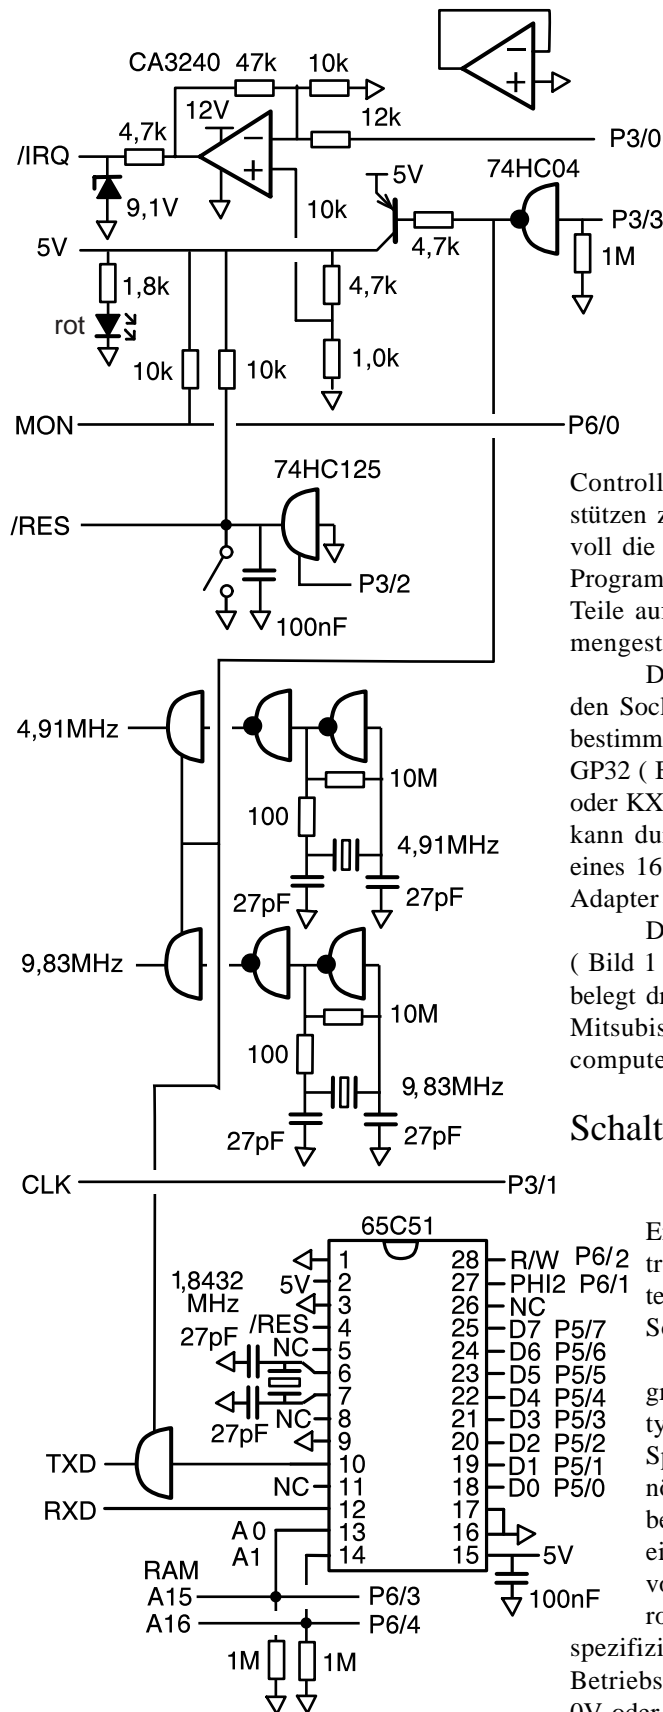 CA3240 47k 10k
12V 12k
4,7k P3/0
/IRQ 5V 74HC04
9,1V 10k P3/3
5V 4,7k 1M
1,8k 4,7k
rot
10k 10k 1,0k
MON P6/0
74HC125
/RES
P3/2
100nF
4,91MHz
10M
100
4,91MHz
27pF 27pF
9,83MHz
10M
100
9,83MHz
27pF 27pF
CLK P3/1
65C51
1 28 R/W P6/2
1,8432 5V 2 27 PHI2 P6/1
MHz 3 26 NC
27pF /RES 4 25 D7 P5/7
NC 5 24 D6 P5/6
6 23 D5 P5/5
7 22 D4 P5/4
27pF NC 8 21 D3 P5/3
9 20 D2 P5/2
TXD 10 19 D1 P5/1
NC 11 18 D0 P5/0
RXD 12 17
A0 13 16
A1 14 15 5V
RAM 100nF
A15 P6/3
A16 P6/4
1M 1M
Controll
stützen z
voll die
Program
Teile auf
mengest
D
den Socl
bestimm
GP32 ( E
oder KX
kann du
eines 16
Adapter
D
( Bild 1
belegt dr
Mitsubis
compute
Schalt
E
tr
te
Sc
gr
ty
Sp
nö
be
ei
vo
ro
spezifizi
Betriebs
0V oder